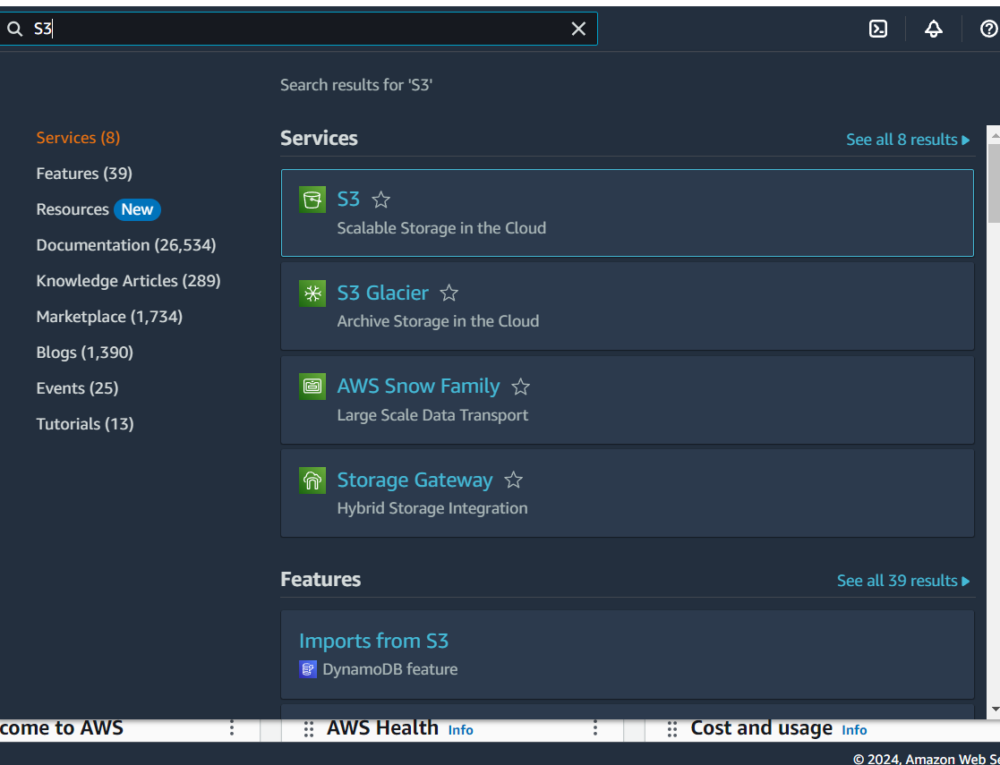 S3
Search results for 'S3'
Services (8)
Features (39)
Resources New
Documentation (26,534)
Knowledge Articles (289)
Marketplace (1,734)
Blogs (1,390)
Events (25)
Tutorials (13)
Services
See all 8 results
S3
Scalable Storage in the Cloud
S3 Glacier
Archive Storage in the Cloud
AWS Snow Family
Large Scale Data Transport
Storage Gateway
Hybrid Storage Integration
Features
See all 39 results
Imports from S3
DynamoDB feature
come to AWS
AWS Health Info
Cost and usage Info
© 2024, Amazon Web Se